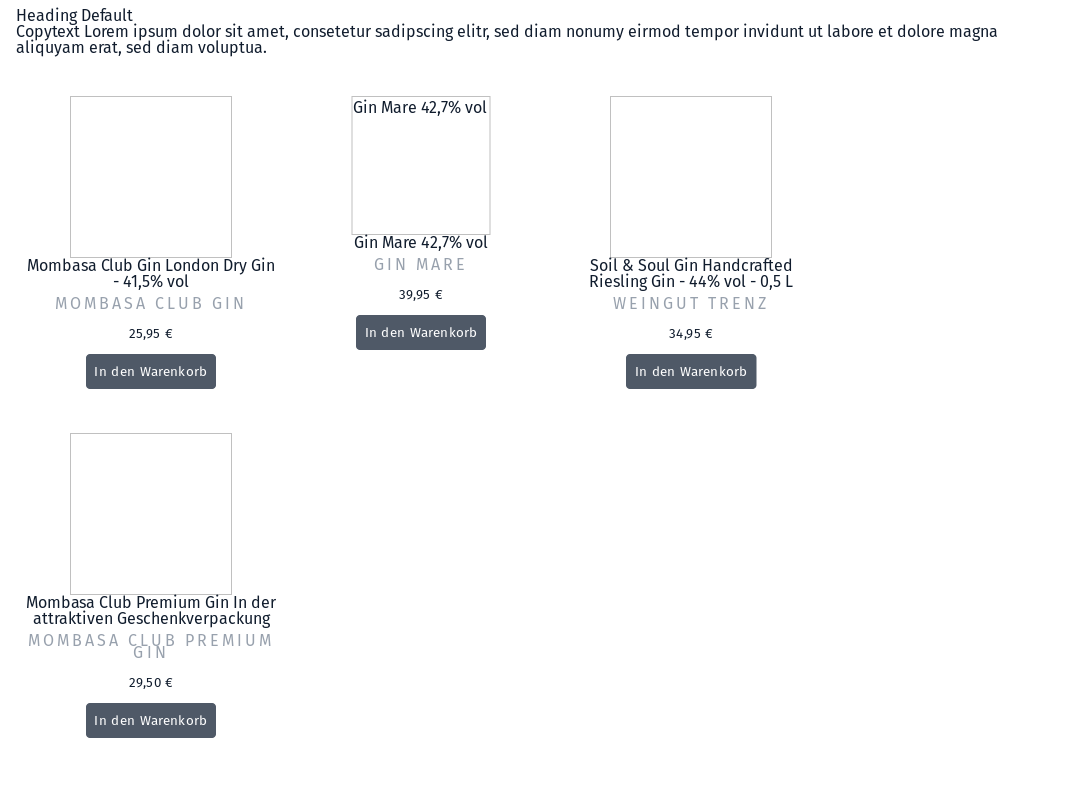 Heading Default
Copytext Lorem ipsum dolor sit amet, consetetur sadipscing elitr, sed diam nonumy eirmod tempor invidunt ut labore et dolore magna
aliquyam erat, sed diam voluptua.
Mombasa Club Gin London Dry Gin
- 41,5% vol
MOMBASA CLUB GIN
25,95 €
In den Warenkorb
Gin Mare 42,7% vol
Gin Mare 42,7% vol
GIN MARE
39,95 €
In den Warenkorb
Soil & Soul Gin Handcrafted
Riesling Gin - 44% vol - 0,5 L
WEINGUT TRENZ
34,95 €
In den Warenkorb
Mombasa Club Premium Gin In der
attraktiven Geschenkverpackung
MOMBASA CLUB PREMIUM
GIN
29,50 €
In den Warenkorb